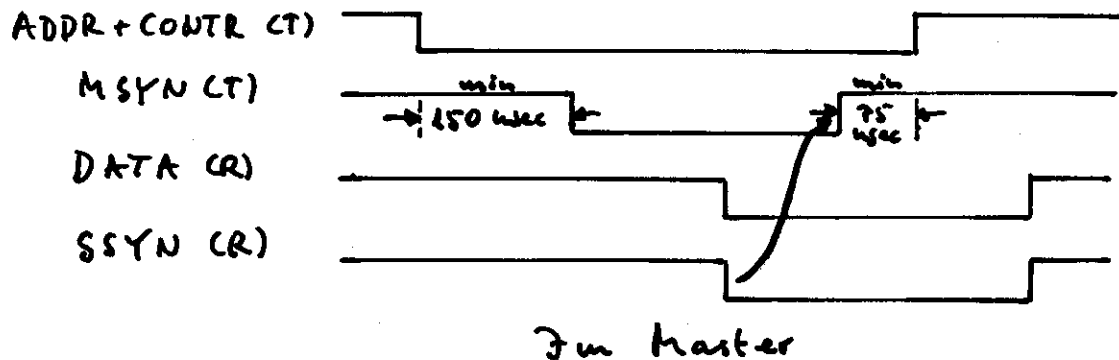 ADDR + CONTR (T)
MSYN (T)
min
150 nsec
min
75
nsec
DATA (R)
SSYN (R)
Im Master